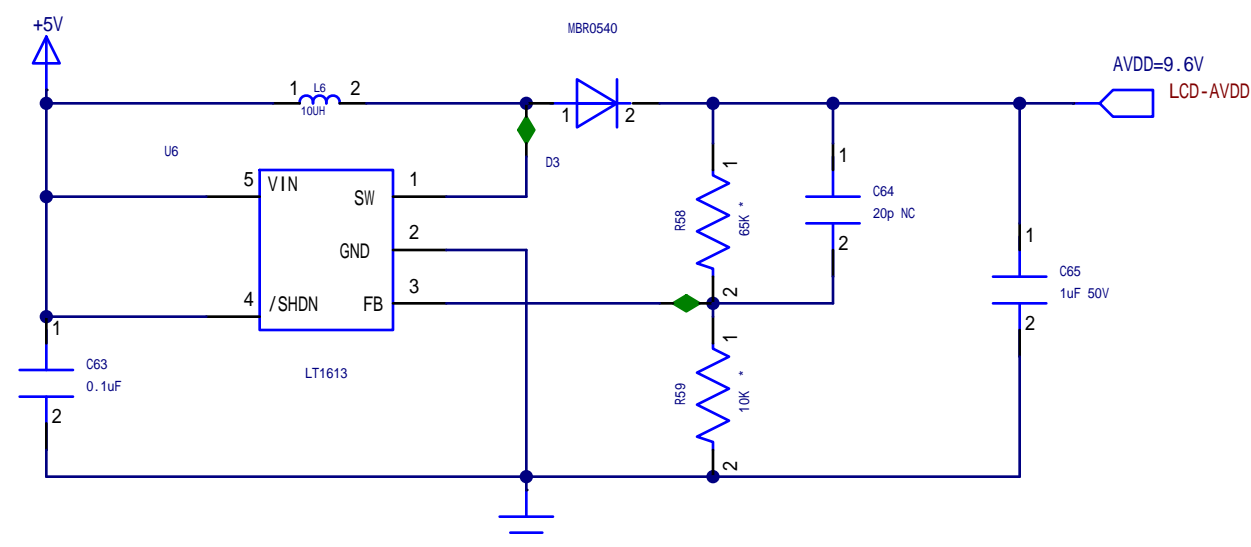 +5V
MBR0540
AVDD=9.6V
LCD-AVDD
1 L6 2
10UH
1 2
D3
U6
5 VIN SW 1
GND 2
4 /SHDN FB 3
LT1613
1
R58
65K *
2
1
C64
20p NC
2
1
C65
1uF 50V
2
1
C63
0.1uF
2
1
R59
10K *
2